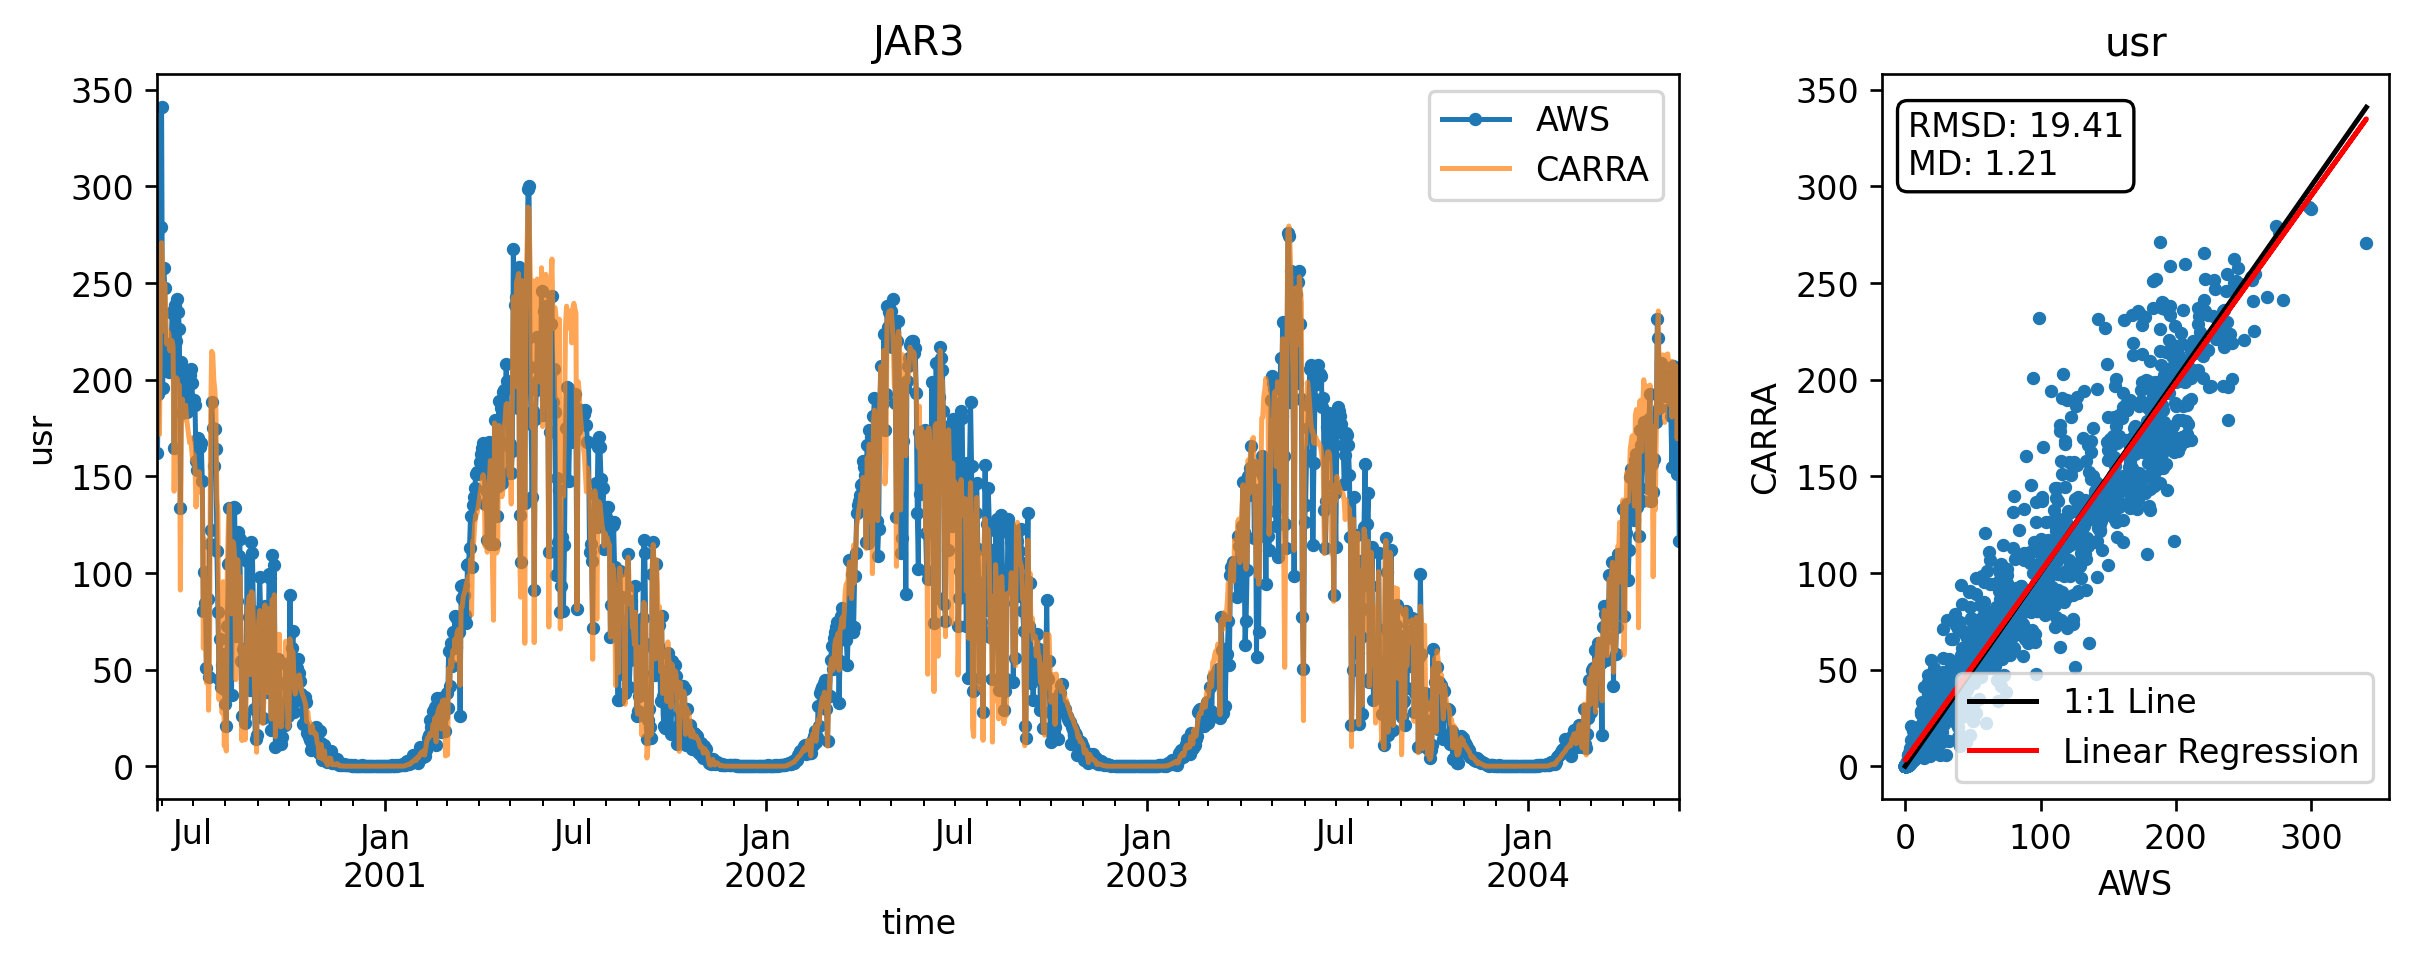 JAR3
350
300
250
200
150
100
50
0
usr
AWS
CARRA
Jul
Jan
2001
Jul
Jan
2002
Jul
Jan
2003
Jul
Jan
2004
time
usr
350
300
250
200
150
100
50
0
CARRA
RMSD: 19.41
MD: 1.21
1:1 Line
Linear Regression
0
100
200
300
AWS